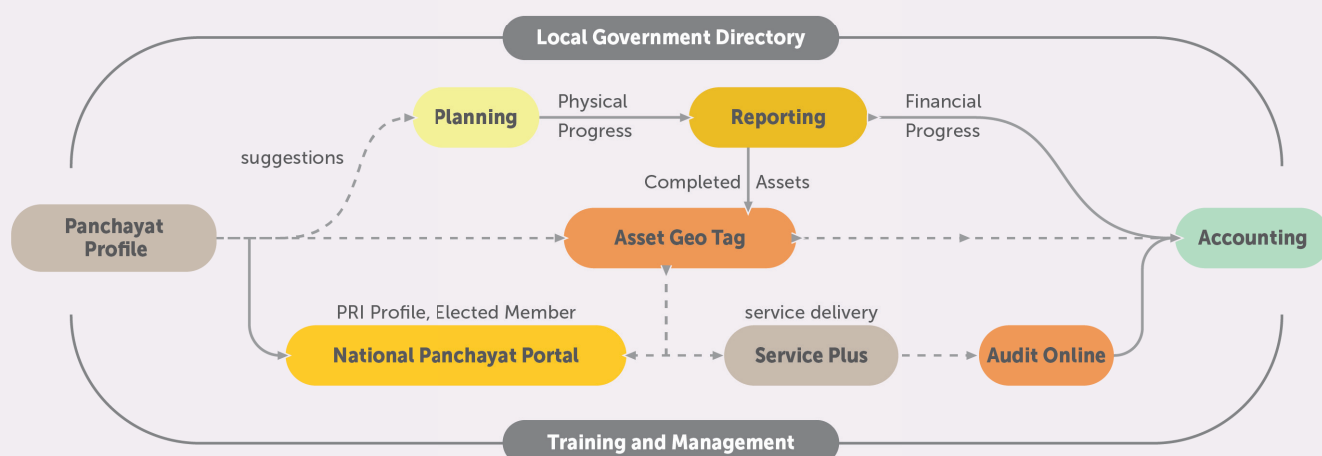 Local Government Directory
Planning
Physical
Progress
Reporting
Financial
Progress
suggestions
Completed Assets
Panchayat
Profile
Asset Geo Tag
Accounting
PRI Profile, Elected Member
service delivery
National Panchayat Portal
Service Plus
Audit Online
Training and Management